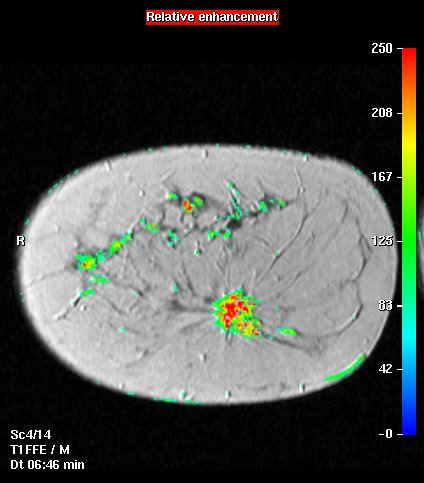 Relative enhancement
250
208
167
R
125
83
42
-0
Sc4/14
T1FFE / M
Dt 06:46 min